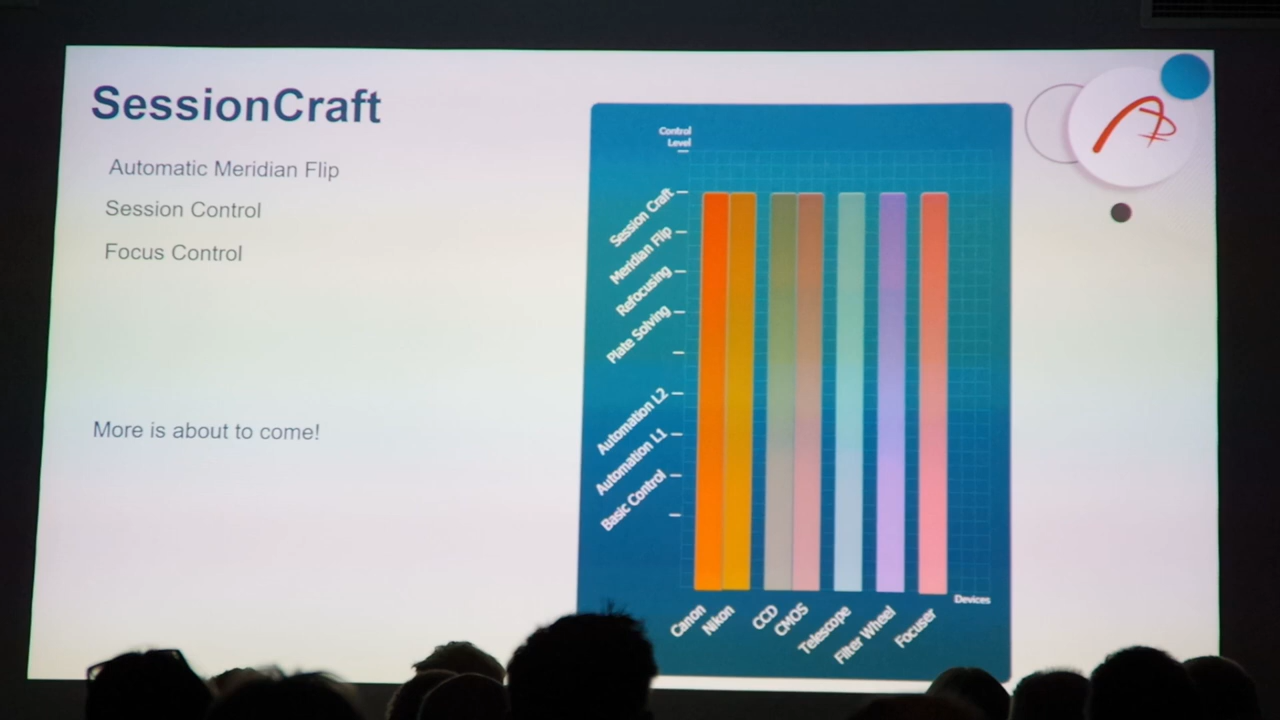 SessionCraft
Automatic Meridian Flip
Session Control
Focus Control
More is about to come!
Control
Level
Session Craft
Meridian Flip
Refocusing
Plate Solving
Automation L2
Automation L1
Basic Control
Canon
Nikon
CCD
CMOS
Telescope
Filter Wheel
Focuser
Devices